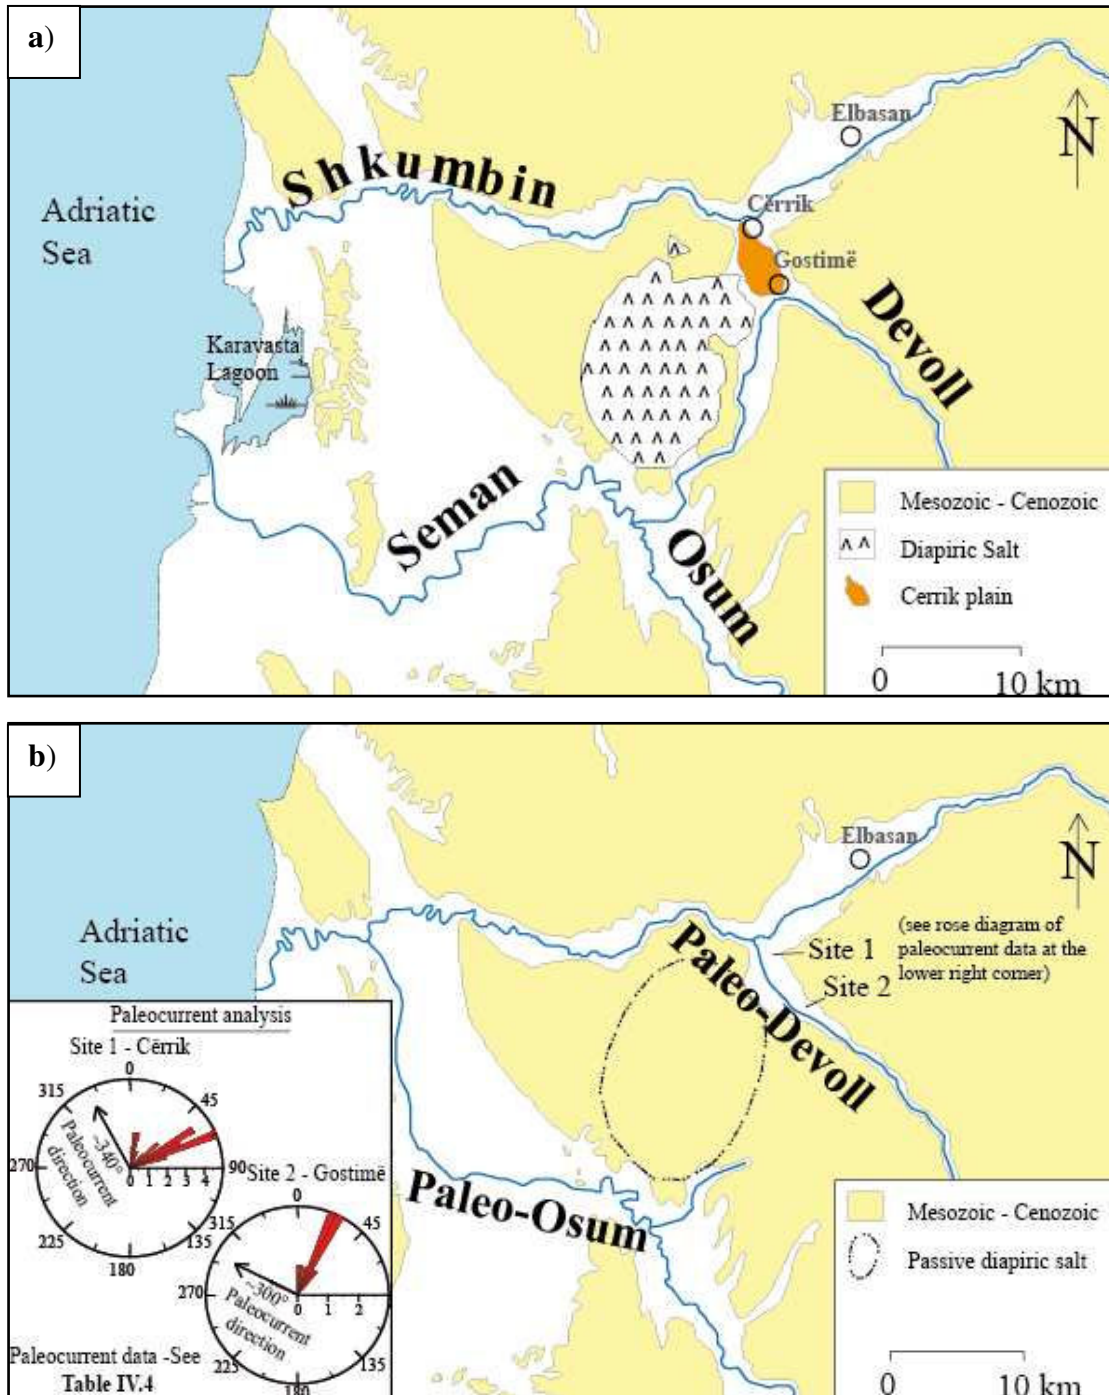 a)
Elbasan
N
Shkumbin
Cërrik
Adriatic
Sea
Gostimë
Devoll
Karavasta
Lagoon
Seman
Osum
Mesozoic - Cenozoic
Diapiric Salt
Cerrik plain
0 10 km
b)
Elbasan
N
Adriatic
Sea
Paleo-Devoll
Site 1
Site 2
(see rose diagram of
paleocurrent data at the
lower right corner)
Paleocurrent analysis
Site 1 - Cërrik
0
315 45
~340°
Paleocurrent
direction
270 0 1 2 3 4 90
225 135
180
Site 2 - Gostimë
0
315 45
~300°
Paleocurrent
direction
270 0 1 2
225 135
180
Paleocurrent data -See
Table IV.4
Paleo-Osum
Mesozoic - Cenozoic
Passive diapiric salt
0 10 km